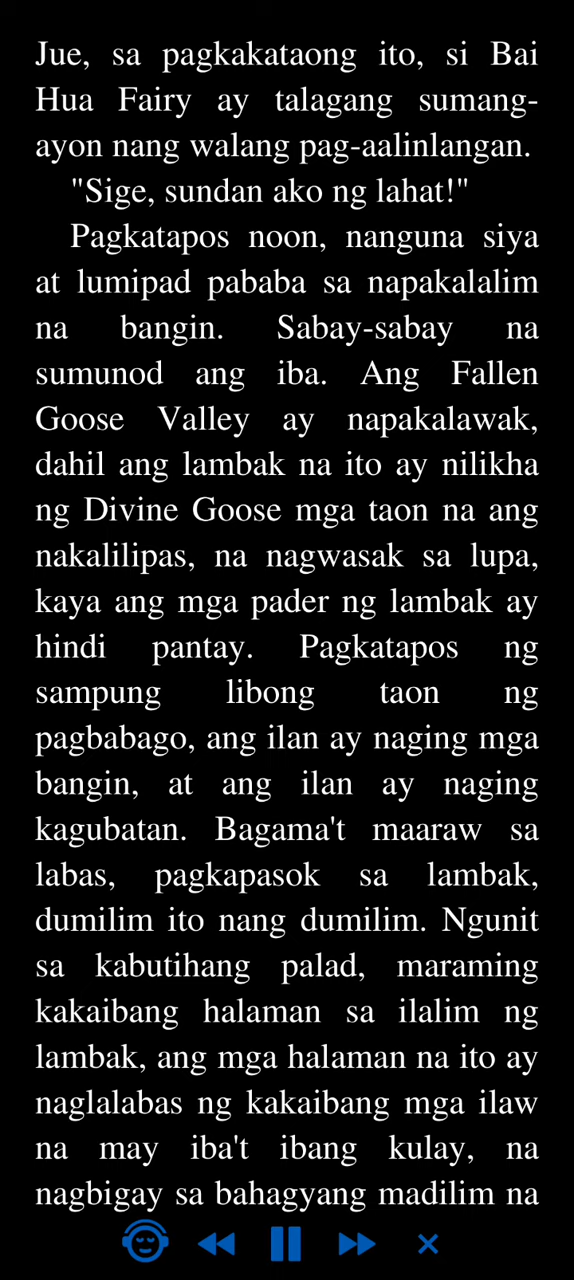 Jue, sa pagkakataong ito, si Bai
Hua Fairy ay talagang sumang-
ayon nang walang pag-aalinlangan.
"Sige, sundan ako ng lahat!"
Pagkatapos noon, nanguna siya
at lumipad pababa sa napakalalim
na bangin. Sabay-sabay na
sumunod ang iba. Ang Fallen
Goose Valley ay napakalawak,
dahil ang lambak na ito ay nilikha
ng Divine Goose mga taon na ang
nakalilipas, na nagwasak sa lupa,
kaya ang mga pader ng lambak ay
hindi pantay. Pagkatapos ng
sampung libong taon ng
pagbabago, ang ilan ay naging mga
bangin, at ang ilan ay naging
kagubatan. Bagama't maaraw sa
labas, pagkapasok sa lambak,
dumilim ito nang dumilim. Ngunit
sa kabutihang palad, maraming
kakaibang halaman sa ilalim ng
lambak, ang mga halaman na ito ay
naglalabas ng kakaibang mga ilaw
na may iba't ibang kulay, na
nagbigay sa bahagyang madilim na